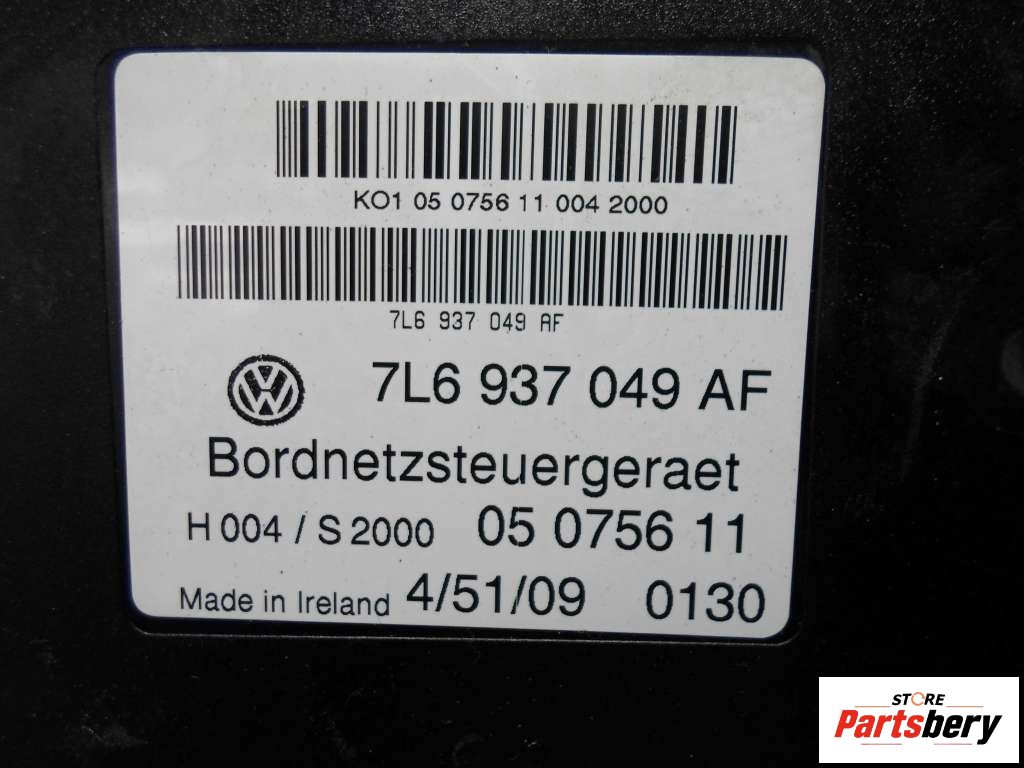 KO1 05 0756 11 004 2000
7L6 937 049 AF
7L6 937 049 AF
Bordnetzsteuergeraet
H 004 / S 2000 05 0756 11
Made in Ireland 4/51/09 0130
STORE
Partsbery